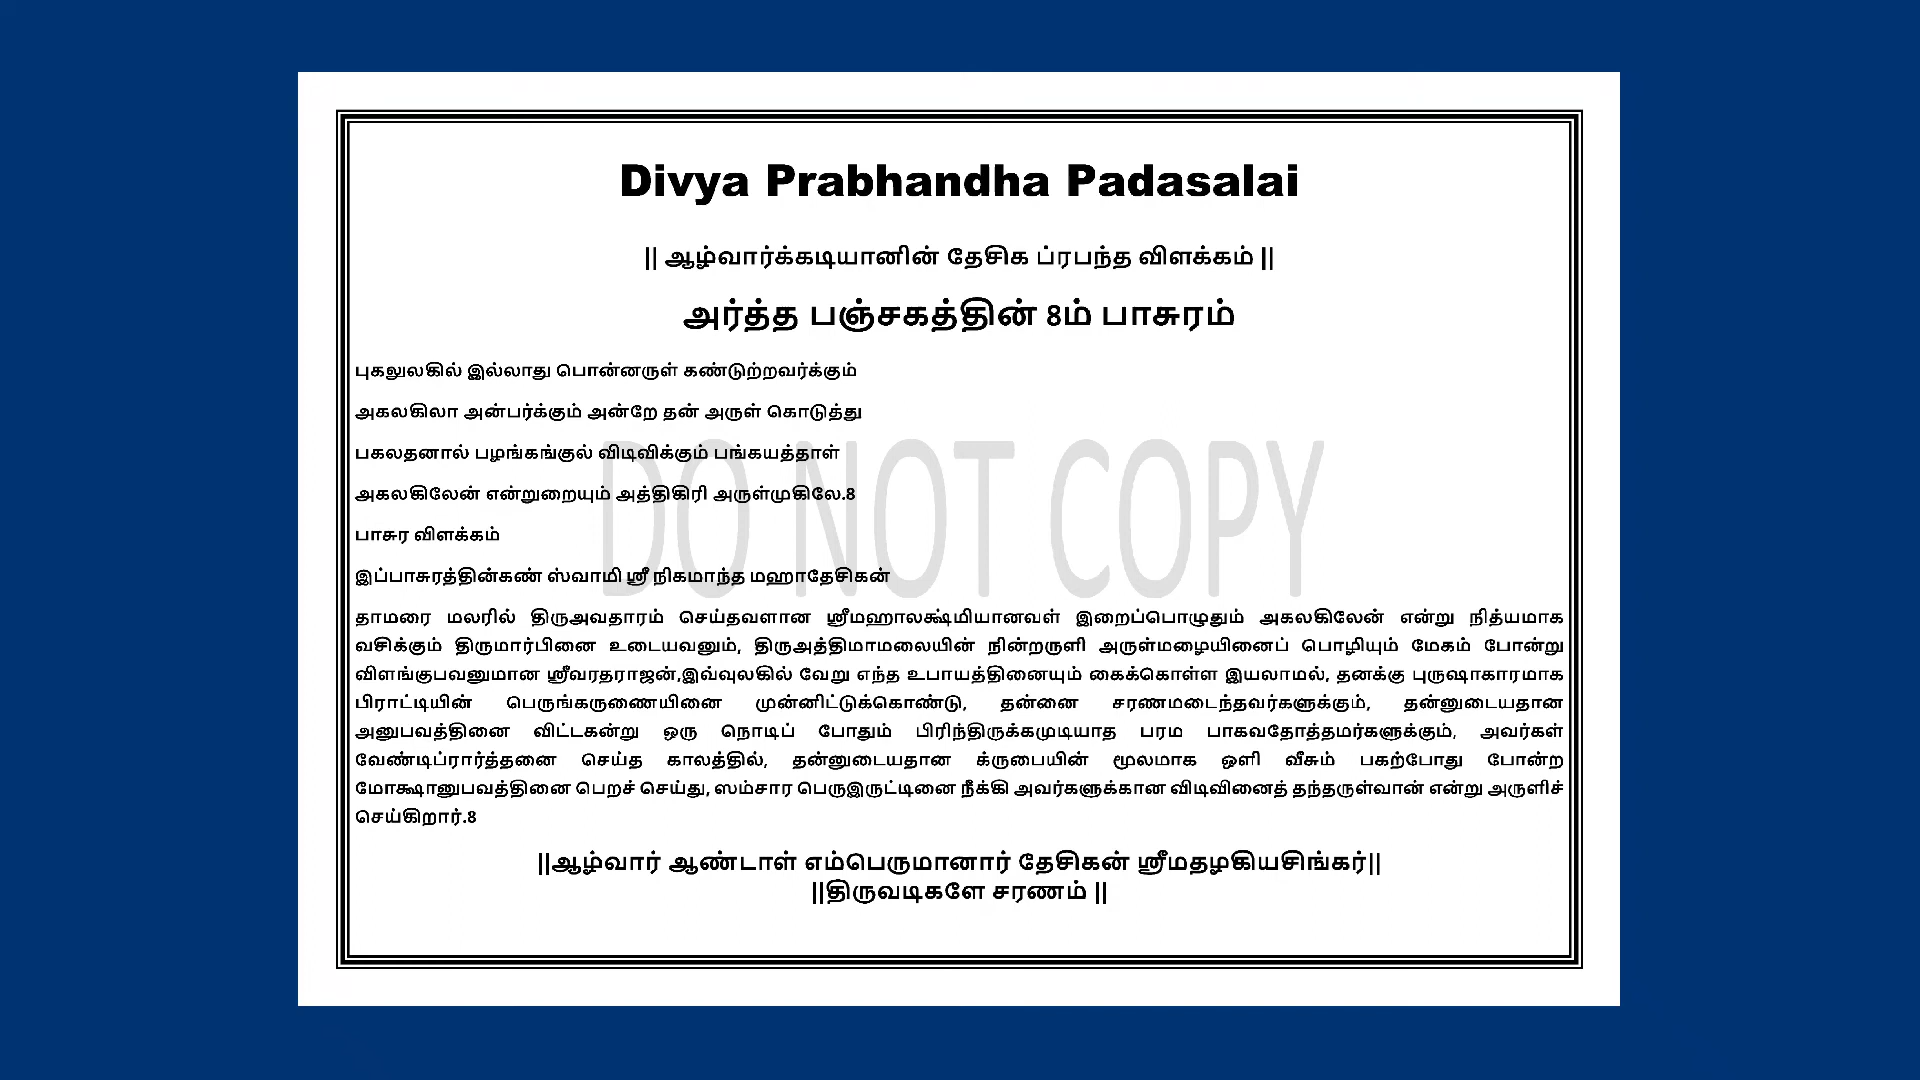 Divya Prabhandha Padasalai
|| ஆழ்வார்க்கடியானின் தேசிக ப்ரபந்த விளக்கம் ||
அர்த்த பஞ்சகத்தின் 8ம் பாசுரம்
புகலுலகில் இல்லாது பொன்னருள் கண்டுற்றவர்க்கும்
அகலகிலா அன்பர்க்கும் அன்றே தன் அருள் கொடுத்து
பகலதனால் பழங்கங்குல் விடிவிக்கும் பங்கயத்தாள்
அகலகிலேன் என்றுறையும் அத்திகிரி அருள்முகிலே.8
DO NOT COPY
பாசுர விளக்கம்
இப்பாசுரத்தின்கண் ஸ்வாமி ஸ்ரீ நிகமாந்த மஹாதேசிகன்
தாமரை மலரில் திருஅவதாரம் செய்தவளான ஸ்ரீமஹாலக்ஷ்மியானவள் இறைப்பொழுதும் அகலகிலேன் என்று நித்யமாக
வசிக்கும் திருமார்பினை உடையவனும், திருஅத்திமாமலையின் நின்றருளி அருள்மழையினைப் பொழியும் மேகம் போன்று
விளங்குபவனுமான ஸ்ரீவரதராஜன்,இவ்வுலகில் வேறு எந்த உபாயத்தினையும் கைக்கொள்ள இயலாமல், தனக்கு புருஷாகாரமாக
பிராட்டியின் பெருங்கருணையினை முன்னிட்டுக்கொண்டு, தன்னை சரணமடைந்தவர்களுக்கும், தன்னுடையதான
அனுபவத்தினை விட்டகன்று ஒரு நொடிப் போதும் பிரிந்திருக்கமுடியாத பரம பாகவதோத்தமர்களுக்கும், அவர்கள்
வேண்டிப்ரார்த்தனை செய்த காலத்தில், தன்னுடையதான க்ருபையின் மூலமாக ஒளி வீசும் பகற்போது போன்ற
மோக்ஷானுபவத்தினை பெறச் செய்து, ஸம்சார பெருஇருட்டினை நீக்கி அவர்களுக்கான விடிவினைத் தந்தருள்வான் என்று அருளிச்
செய்கிறார்.8
||ஆழ்வார் ஆண்டாள் எம்பெருமானார் தேசிகன் ஸ்ரீமதழகியசிங்கர்||
||திருவடிகளே சரணம் ||